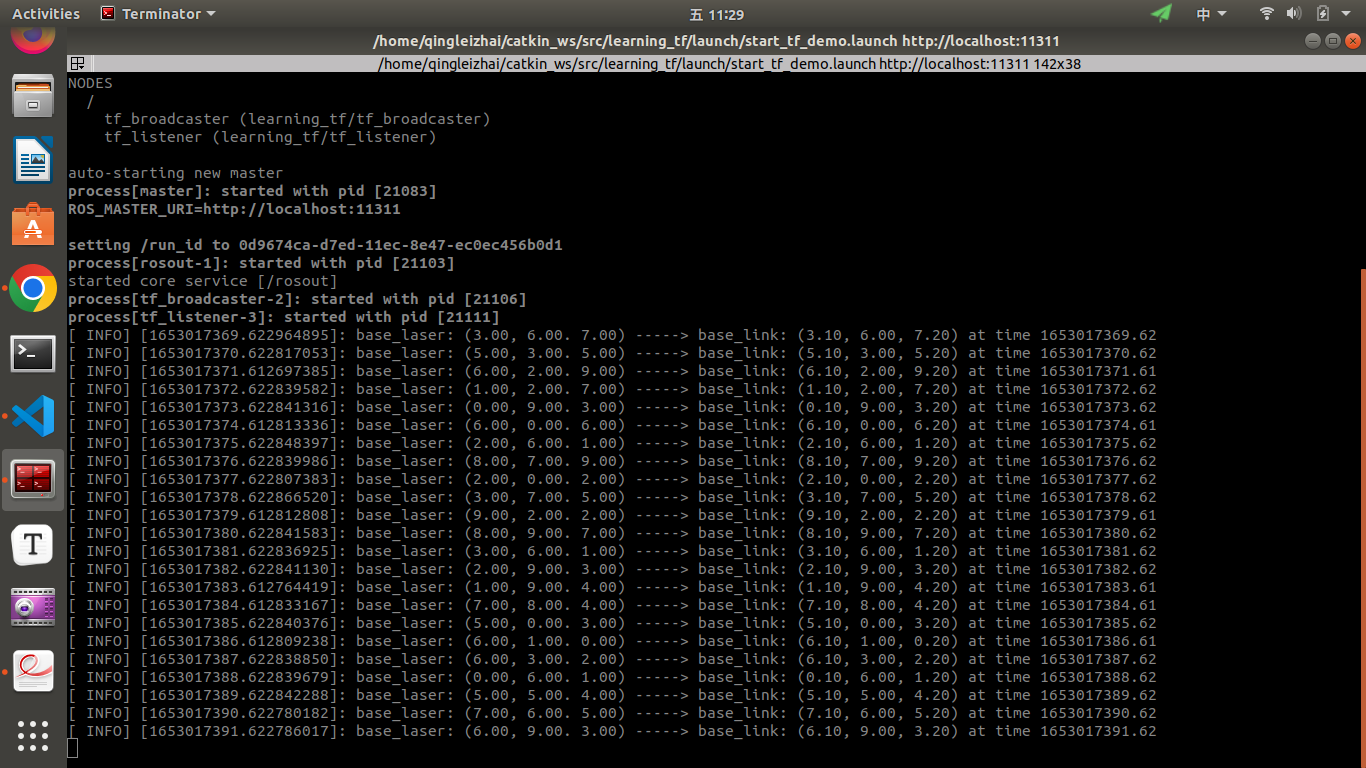 Activities Terminator 五 11:29 中
/home/qingleizhai/catkin_ws/src/learning_tf/launch/start_tf_demo.launch http://localhost:11311
/home/qingleizhai/catkin_ws/src/learning_tf/launch/start_tf_demo.launch http://localhost:11311 142x38
NODES
/
tf_broadcaster (learning_tf/tf_broadcaster)
tf_listener (learning_tf/tf_listener)
auto-starting new master
process[master]: started with pid [21083]
ROS_MASTER_URI=http://localhost:11311
setting /run_id to 0d9674ca-d7ed-11ec-8e47-ec0ec456b0d1
process[rosout-1]: started with pid [21103]
started core service [/rosout]
process[tf_broadcaster-2]: started with pid [21106]
process[tf_listener-3]: started with pid [21111]
[ INFO] [1653017369.622964895]: base_laser: (3.00, 6.00. 7.00) -----> base_link: (3.10, 6.00, 7.20) at time 1653017369.62
[ INFO] [1653017370.622817053]: base_laser: (5.00, 3.00. 5.00) -----> base_link: (5.10, 3.00, 5.20) at time 1653017370.62
[ INFO] [1653017371.612697385]: base_laser: (6.00, 2.00. 9.00) -----> base_link: (6.10, 2.00, 9.20) at time 1653017371.61
[ INFO] [1653017372.622839582]: base_laser: (1.00, 2.00. 7.00) -----> base_link: (1.10, 2.00, 7.20) at time 1653017372.62
[ INFO] [1653017373.622841316]: base_laser: (0.00, 9.00. 3.00) -----> base_link: (0.10, 9.00, 3.20) at time 1653017373.62
[ INFO] [1653017374.612813336]: base_laser: (6.00, 0.00. 6.00) -----> base_link: (6.10, 0.00, 6.20) at time 1653017374.61
[ INFO] [1653017375.622848397]: base_laser: (2.00, 6.00. 1.00) -----> base_link: (2.10, 6.00, 1.20) at time 1653017375.62
[ INFO] [1653017376.622839986]: base_laser: (8.00, 7.00. 9.00) -----> base_link: (8.10, 7.00, 9.20) at time 1653017376.62
[ INFO] [1653017377.622807383]: base_laser: (2.00, 0.00. 2.00) -----> base_link: (2.10, 0.00, 2.20) at time 1653017377.62
[ INFO] [1653017378.622866520]: base_laser: (3.00, 7.00. 5.00) -----> base_link: (3.10, 7.00, 5.20) at time 1653017378.62
[ INFO] [1653017379.612812808]: base_laser: (9.00, 2.00. 2.00) -----> base_link: (9.10, 2.00, 2.20) at time 1653017379.61
[ INFO] [1653017380.622841583]: base_laser: (8.00, 9.00. 7.00) -----> base_link: (8.10, 9.00, 7.20) at time 1653017380.62
[ INFO] [1653017381.622836925]: base_laser: (3.00, 6.00. 1.00) -----> base_link: (3.10, 6.00, 1.20) at time 1653017381.62
[ INFO] [1653017382.622841130]: base_laser: (2.00, 9.00. 3.00) -----> base_link: (2.10, 9.00, 3.20) at time 1653017382.62
[ INFO] [1653017383.612764419]: base_laser: (1.00, 9.00. 4.00) -----> base_link: (1.10, 9.00, 4.20) at time 1653017383.61
[ INFO] [1653017384.612833167]: base_laser: (7.00, 8.00. 4.00) -----> base_link: (7.10, 8.00, 4.20) at time 1653017384.61
[ INFO] [1653017385.622840376]: base_laser: (5.00, 0.00. 3.00) -----> base_link: (5.10, 0.00, 3.20) at time 1653017385.62
[ INFO] [1653017386.612809238]: base_laser: (6.00, 1.00. 0.00) -----> base_link: (6.10, 1.00, 0.20) at time 1653017386.61
[ INFO] [1653017387.622838850]: base_laser: (6.00, 3.00. 2.00) -----> base_link: (6.10, 3.00, 2.20) at time 1653017387.62
[ INFO] [1653017388.622839679]: base_laser: (0.00, 6.00. 1.00) -----> base_link: (0.10, 6.00, 1.20) at time 1653017388.62
[ INFO] [1653017389.622842288]: base_laser: (5.00, 5.00. 4.00) -----> base_link: (5.10, 5.00, 4.20) at time 1653017389.62
[ INFO] [1653017390.622780182]: base_laser: (7.00, 6.00. 5.00) -----> base_link: (7.10, 6.00, 5.20) at time 1653017390.62
[ INFO] [1653017391.622786017]: base_laser: (6.00, 9.00. 3.00) -----> base_link: (6.10, 9.00, 3.20) at time 1653017391.62